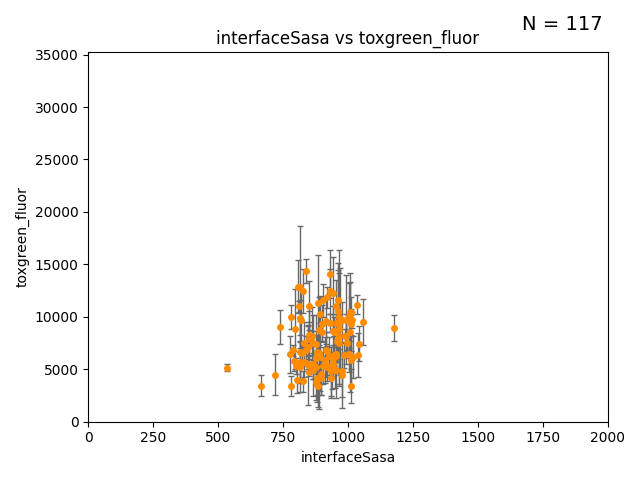 N = 117
interfaceSasa vs toxgreen_fluor
35000
30000
25000
20000
15000
10000
5000
0
toxgreen_fluor
0 250 500 750 1000 1250 1500 1750 2000
interfaceSasa